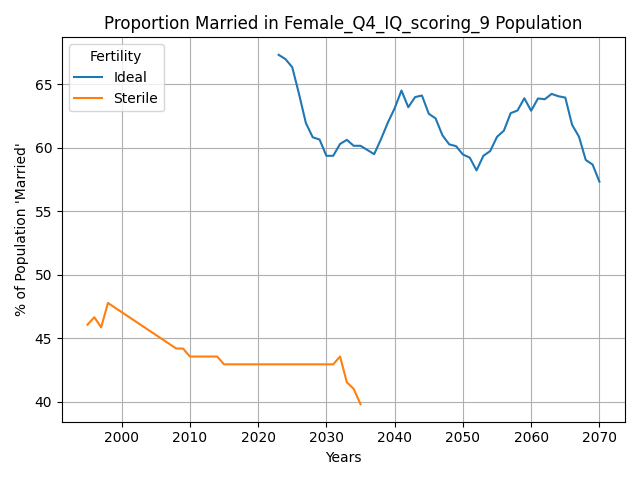 Proportion Married in Female_Q4_IQ_scoring_9 Population
Fertility
Ideal
Sterile
% of Population 'Married'
65
60
55
50
45
40
2000
2010
2020
2030
2040
2050
2060
2070
Years